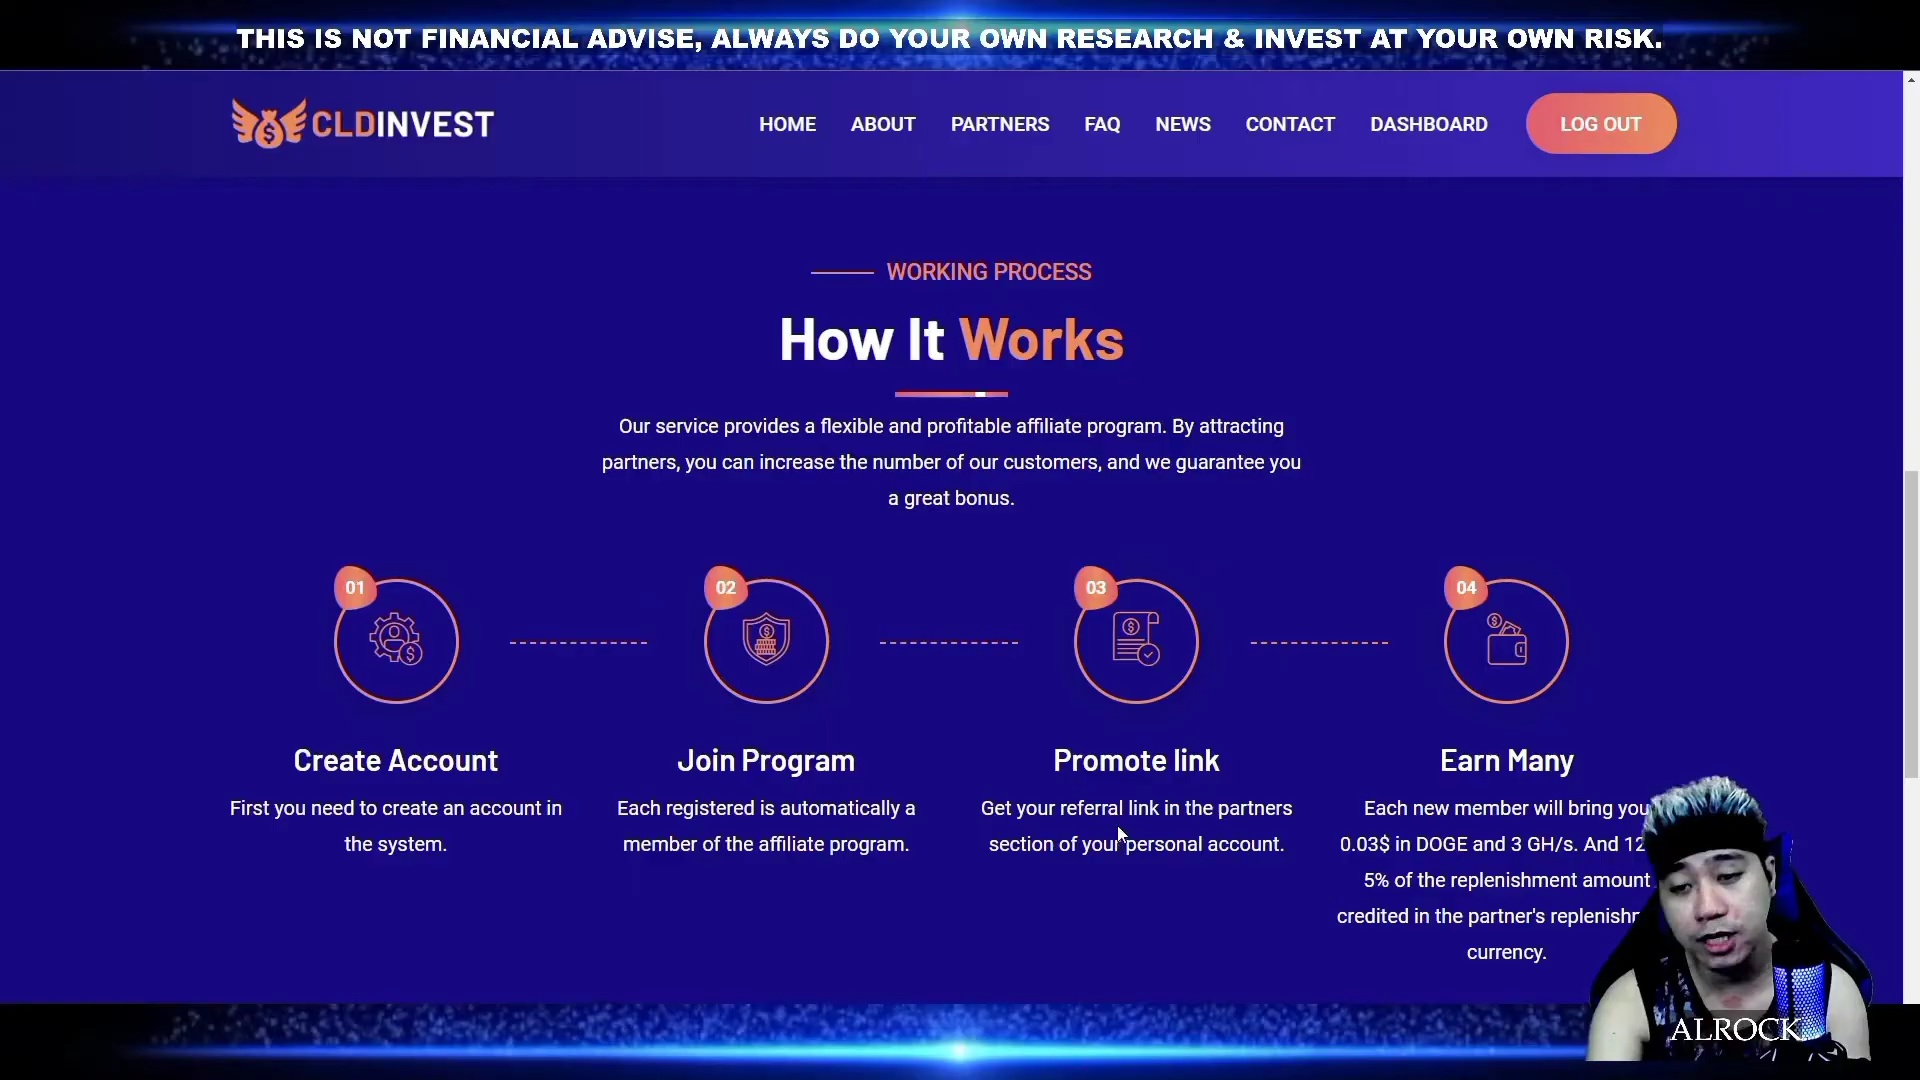 THIS IS NOT FINANCIAL ADVISE, ALWAYS DO YOUR OWN RESEARCH & INVEST AT YOUR OWN RISK.
CLDINVEST
HOME ABOUT PARTNERS FAQ NEWS CONTACT DASHBOARD LOG OUT
WORKING PROCESS
How It Works
Our service provides a flexible and profitable affiliate program. By attracting
partners, you can increase the number of our customers, and we guarantee you
a great bonus.
01 02 03 04
Create Account
First you need to create an account in
the system.
Join Program
Each registered is automatically a
member of the affiliate program.
Promote link
Get your referral link in the partners
section of your personal account.
Earn Many
Each new member will bring you
0.03$ in DOGE and 3 GH/s. And
5% of the replenishment amount
credited in the partner's
currency.
ALROCK